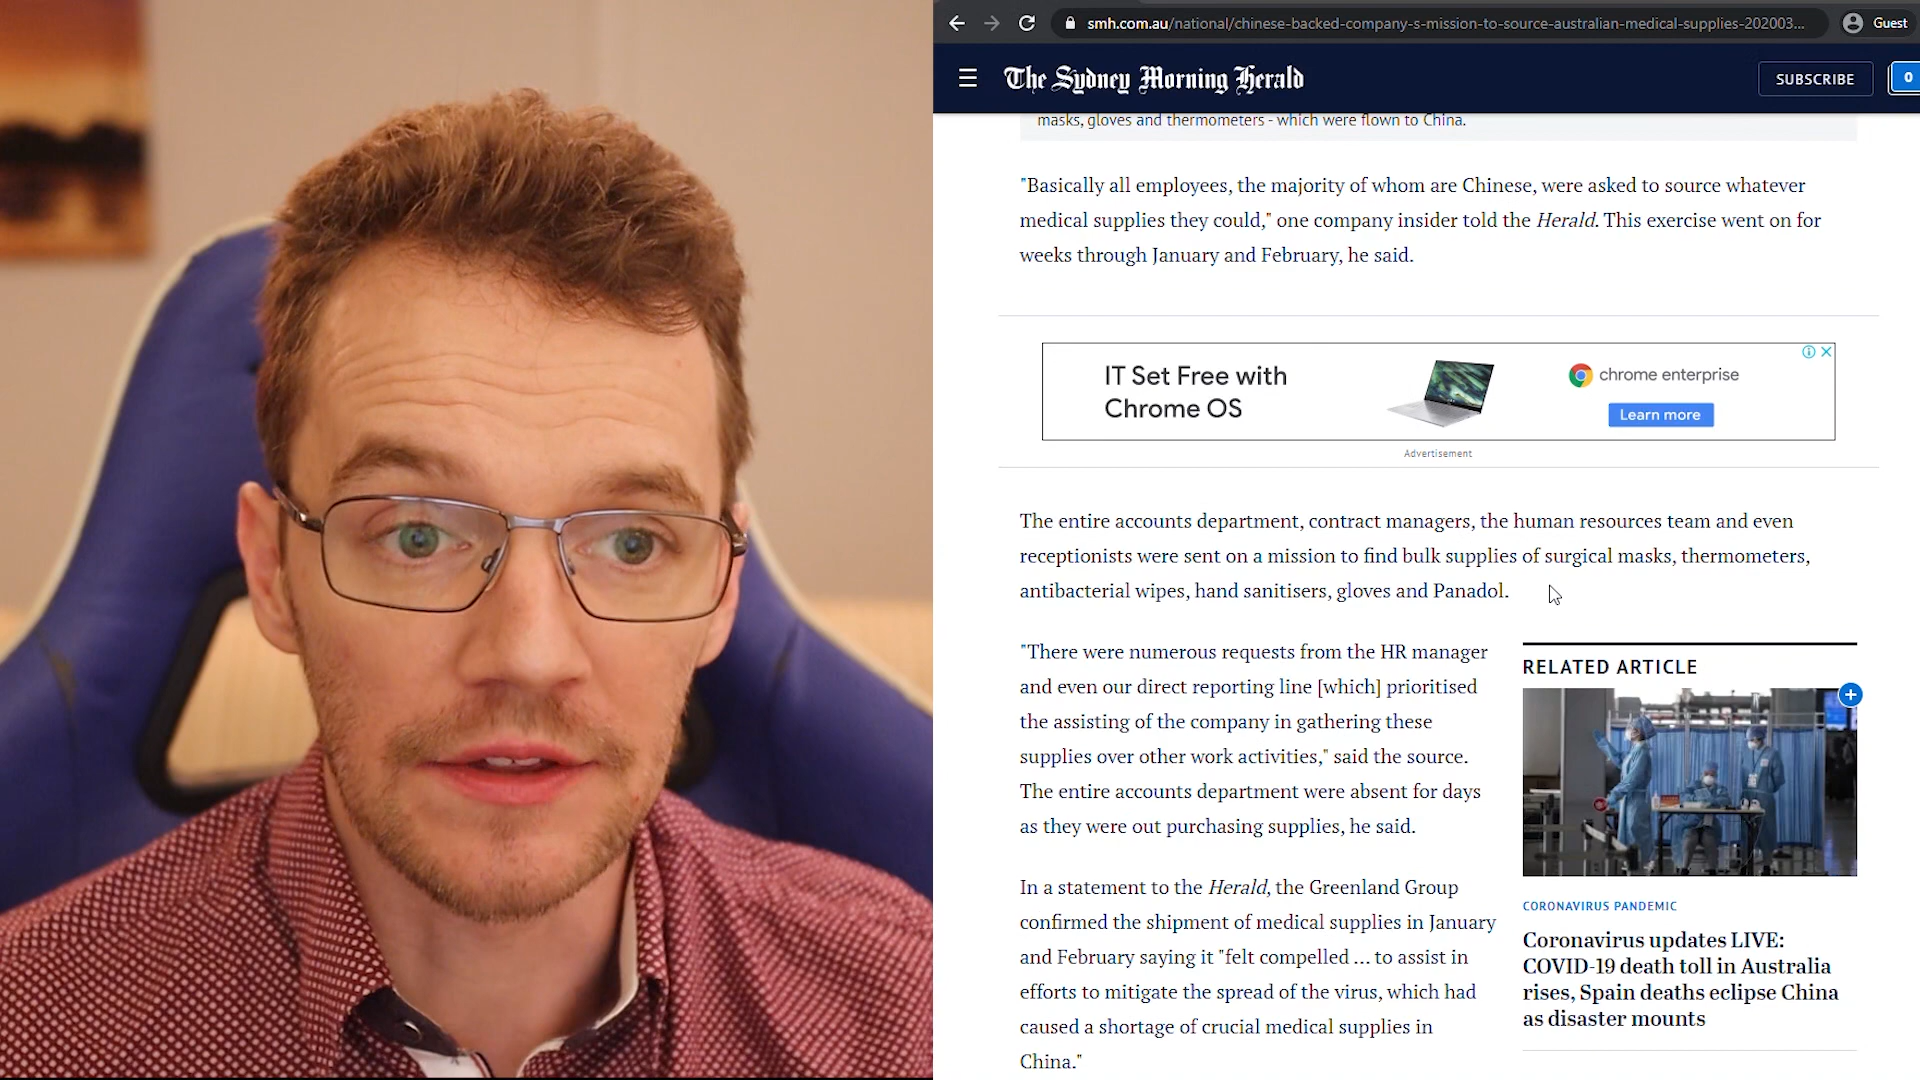 smh.com.au/national/chinese-backed-company-s-mission-to-source-australian-medical-supplies-202003...
Guest
The Sydney Morning Herald
SUBSCRIBE
0
masks, gloves and thermometers - which were flown to China.
"Basically all employees, the majority of whom are Chinese, were asked to source whatever
medical supplies they could," one company insider told the Herald. This exercise went on for
weeks through January and February, he said.
IT Set Free with
Chrome OS
chrome enterprise
Learn more
Advertisement
The entire accounts department, contract managers, the human resources team and even
receptionists were sent on a mission to find bulk supplies of surgical masks, thermometers,
antibacterial wipes, hand sanitisers, gloves and Panadol.
"There were numerous requests from the HR manager
and even our direct reporting line [which] prioritised
the assisting of the company in gathering these
supplies over other work activities," said the source.
The entire accounts department were absent for days
as they were out purchasing supplies, he said.
In a statement to the Herald, the Greenland Group
confirmed the shipment of medical supplies in January
and February saying it "felt compelled ... to assist in
efforts to mitigate the spread of the virus, which had
caused a shortage of crucial medical supplies in
China."
RELATED ARTICLE
CORONAVIRUS PANDEMIC
Coronavirus updates LIVE:
COVID-19 death toll in Australia
rises, Spain deaths eclipse China
as disaster mounts